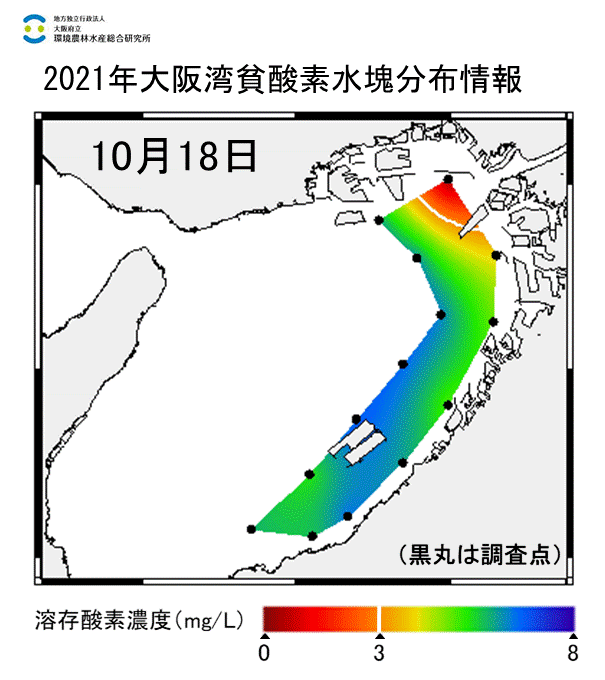 地方独立行政法人
大阪府立
環境農林水産総合研究所
2021年大阪湾貧酸素水塊分布情報
10月18日
(黒丸は調査点)
溶存酸素濃度(mg/L)
0 3 8